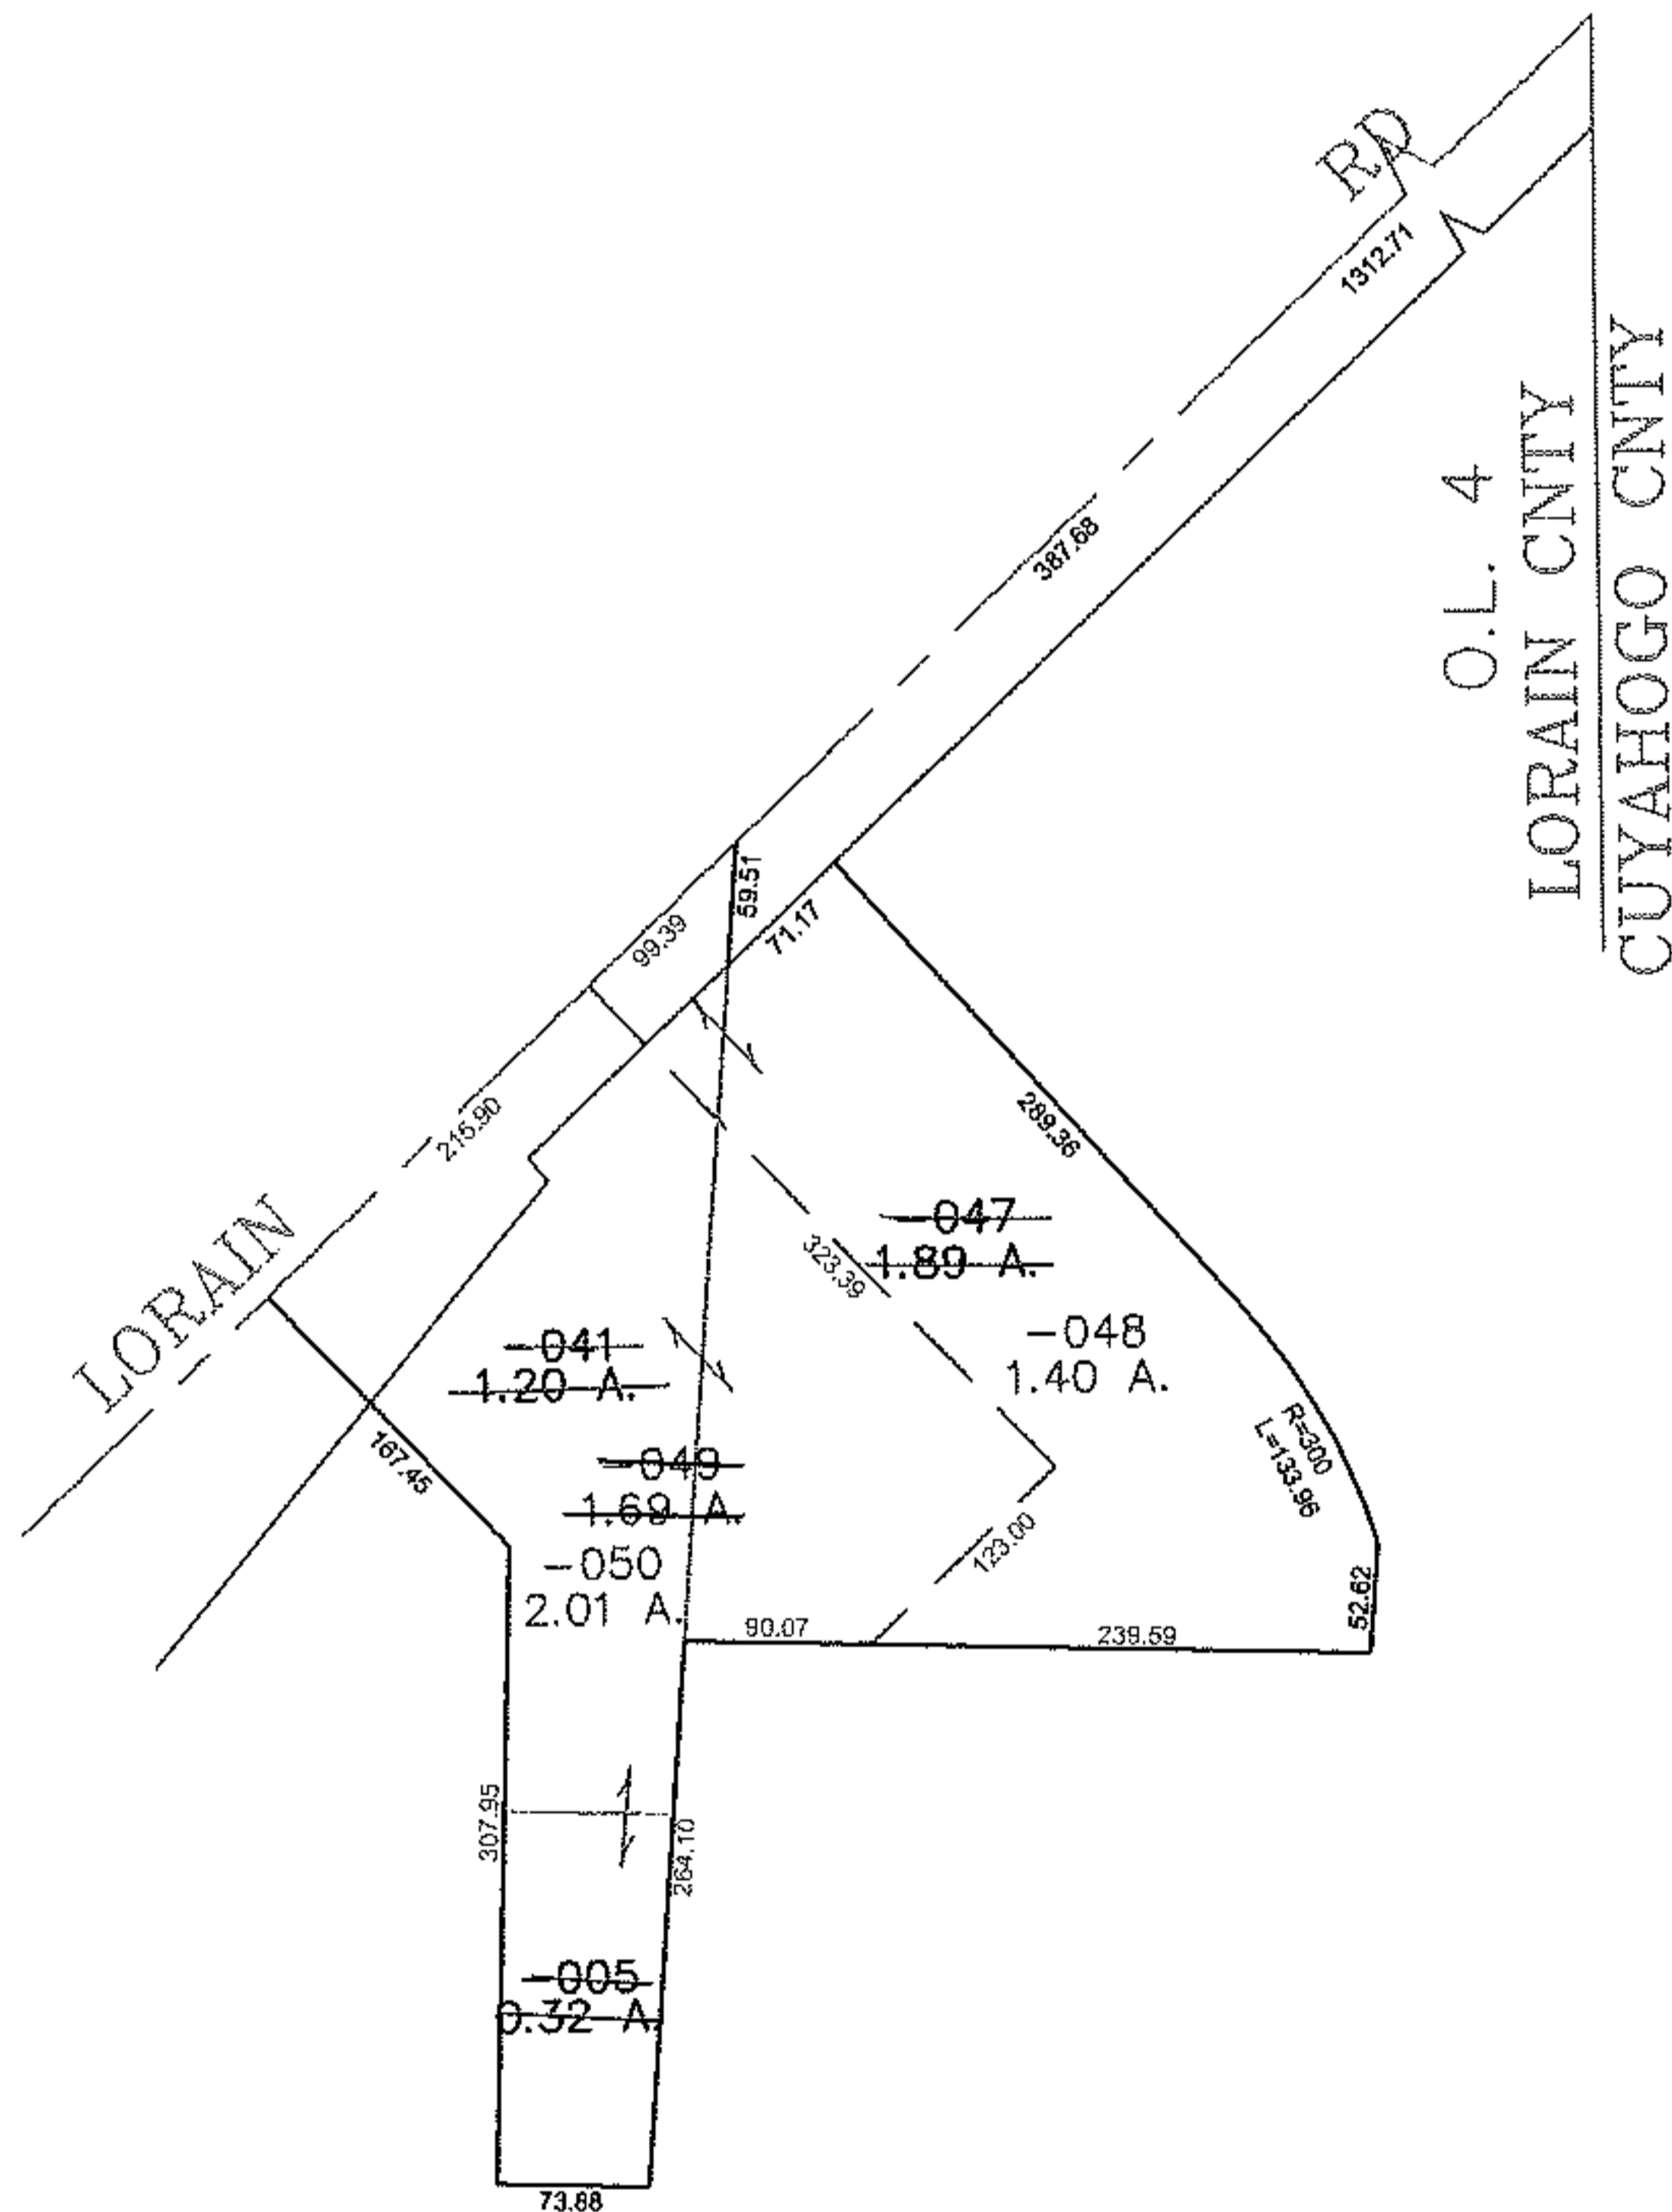 RD
1312.71
387.68
O.L. 4
LORAIN CNTY
CUYAHOGO CNTY
59.51
99.39
71.17
215.90
289.36
LORAIN
-047
1.89 A.
323.39
-048
1.40 A.
-041
1.20 A.
167.45
R=300
L=133.96
-049
1.69 A.
-050
2.01 A.
123.00
52.62
90.07
239.59
307.95
264.10
-005
0.32 A.
73.88